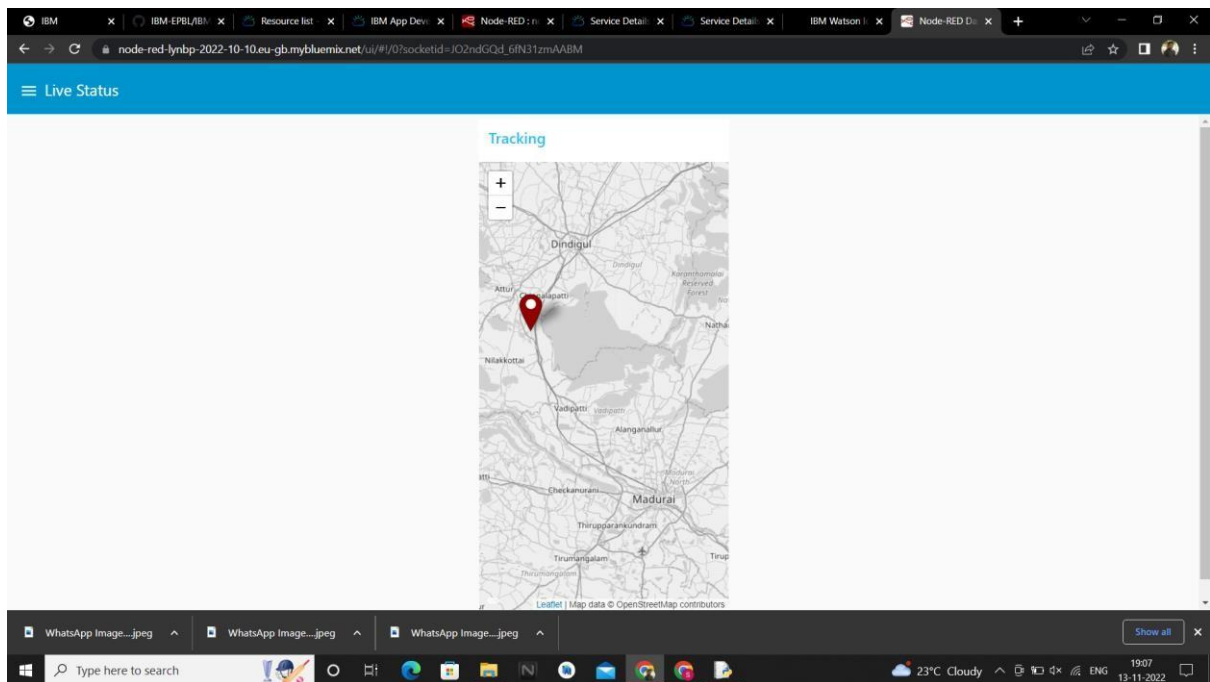 IBM
IBM-EPBL/IBM
Resource list -
IBM App Deve
Node-RED : n
Service Details
Service Details
IBM Watson I
Node-RED Da
node-red-lynbp-2022-10-10.eu-gb.mybluemix.net/ui/#!/0?socketid=JO2ndGQd_6fN31zmAABM
Live Status
Tracking
+
−
Dindigul
Dindigul
Karanthamalai
Reserved
Forest
Attur
Natha
Nilakkottai
Vadipatti
Vadipatti
Alanganallur
Madurai
North
Checkanurani
Madurai
Thirupparankundram
Tirumangalam
Tirup
Thirumangalam
Leaflet | Map data © OpenStreetMap contributors
WhatsApp Image....jpeg
WhatsApp Image....jpeg
WhatsApp Image....jpeg
Show all
Type here to search
23°C Cloudy
ENG
19:07
13-11-2022